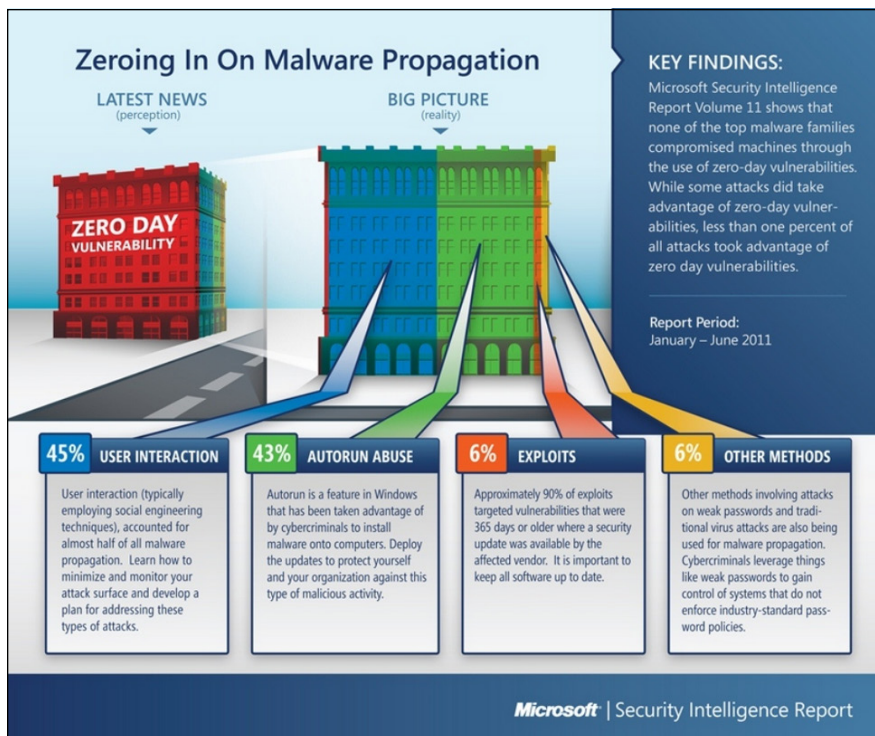 Zeroing In On Malware Propagation
LATEST NEWS
(perception)
BIG PICTURE
(reality)
ZERO DAY
VULNERABILITY
KEY FINDINGS:
Microsoft Security Intelligence
Report Volume 11 shows that
none of the top malware families
compromised machines through
the use of zero-day vulnerabilities.
While some attacks did take
advantage of zero-day vulner-
abilities, less than one percent of
all attacks took advantage of
zero day vulnerabilities.
Report Period:
January – June 2011
45% USER INTERACTION
User interaction (typically
employing social engineering
techniques), accounted for
almost half of all malware
propagation. Learn how to
minimize and monitor your
attack surface and develop a
plan for addressing these
types of attacks.
43% AUTORUN ABUSE
Autorun is a feature in Windows
that has been taken advantage of
by cybercriminals to install
malware onto computers. Deploy
the updates to protect yourself
and your organization against this
type of malicious activity.
6% EXPLOITS
Approximately 90% of exploits
targeted vulnerabilities that were
365 days or older where a security
update was available by the
affected vendor. It is important to
keep all software up to date.
6% OTHER METHODS
Other methods involving attacks
on weak passwords and tradi-
tional virus attacks are also being
used for malware propagation.
Cybercriminals leverage things
like weak passwords to gain
control of systems that do not
enforce industry-standard pass-
word policies.
Microsoft | Security Intelligence Report